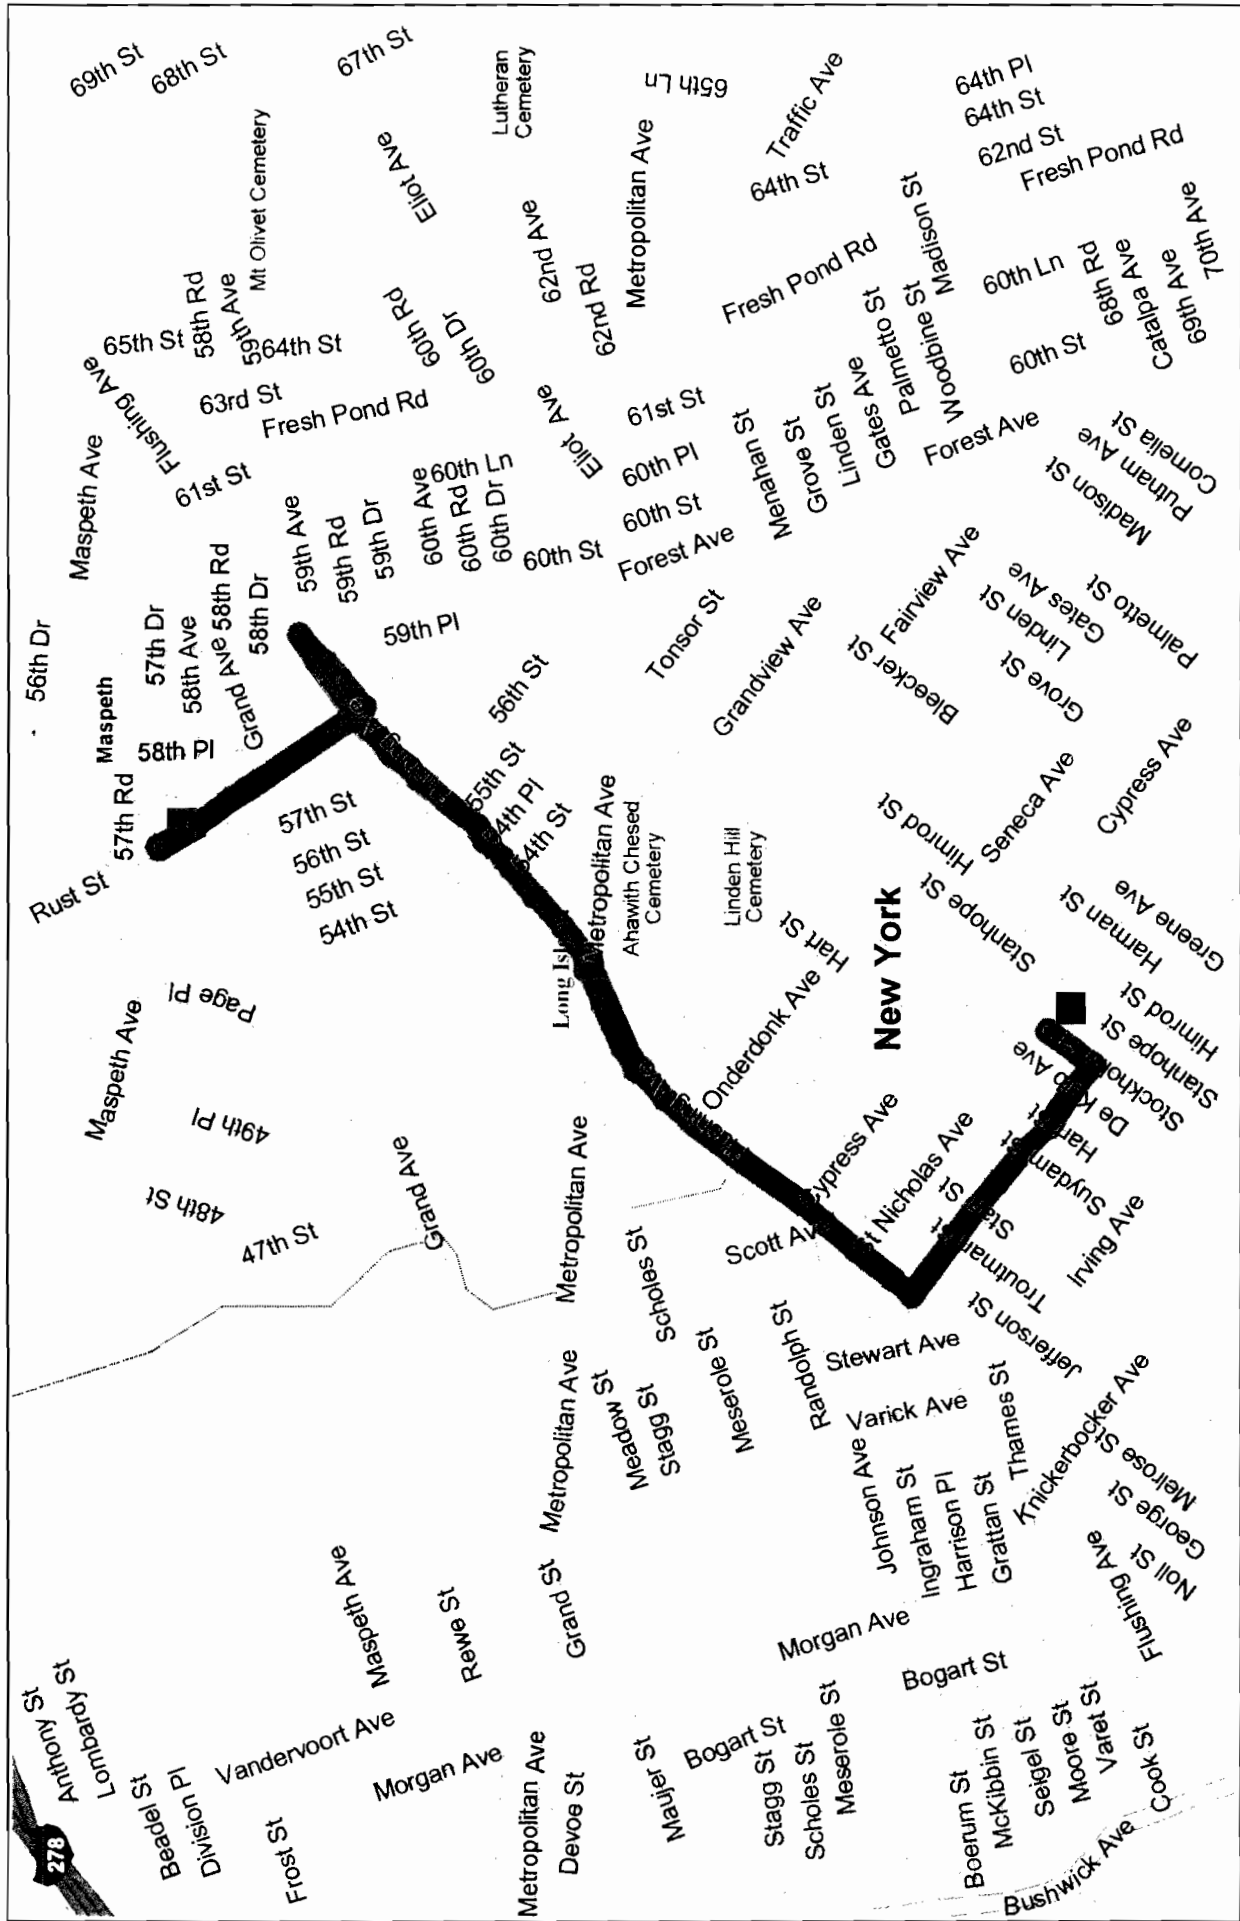 69th St
68th St
67th St
Lutheran
Cemetery
65th Ln
Traffic Ave
64th Pl
64th St
62nd St
Fresh Pond Rd
Mt Olivet Cemetery
Eliot Ave
Metropolitan Ave
64th St
Madison St
62nd Ave
62nd Rd
Fresh Pond Rd
60th Ln
68th Rd
Catalpa Ave
69th Ave
70th Ave
65th St
58th Rd
59th Ave
64th St
60th Rd
60th Dr
Palmetto St
Woodbine St
60th St
Flushing Ave
63rd St
Fresh Pond Rd
Eliot Ave
61st St
Menahan St
Grove St
Linden St
Gates Ave
Forest Ave
Cornelia St
Putnam Ave
Madison St
Maspeth Ave
61st St
60th Ln
60th Pl
60th St
59th Ave
59th Rd
59th Dr
60th Ave
60th Rd
60th Dr
60th St
Forest Ave
Fairview Ave
56th Dr
57th Dr
58th Ave
58th Rd
58th Dr
Grand Ave
59th Pl
Tonsor St
Grandview Ave
Bleecker St
Linden St
Gates Ave
Palmetto St
Grove St
Maspeth
58th Pl
56th St
57th Rd
57th St
56th St
55th St
54th St
55th St
54th Pl
54th St
Metropolitan Ave
Ahawith Chesed
Cemetery
Linden Hill
Cemetery
Himrod St
Seneca Ave
Cypress Ave
Rust St
Hart St
New York
Stanhope St
Harman St
Greene Ave
Page Pl
Long Isl
Onderdonk Ave
Himrod St
Stanhope St
Stockhol
De K
Ave
Hart St
Suydam St
Maspeth Ave
49th Pl
48th St
47th St
Grand Ave
Metropolitan Ave
Cypress Ave
St Nicholas Ave
Scott Av
Troutman St
Irving Ave
Jefferson St
Scholes St
Meserole St
Randolph St
Stewart Ave
Metropolitan Ave
Meadow St
Stagg St
Varick Ave
Thames St
Knickerbocker Ave
Melrose St
George St
Noll St
Johnson Ave
Ingraham St
Harrison Pl
Grattan St
Flushing Ave
Maspeth Ave
Rewe St
Grand St
Morgan Ave
Bogart St
Anthony St
Lombardy St
Vandervoort Ave
Morgan Ave
Metropolitan Ave
Devoe St
Maujer St
Bogart St
Stagg St
Scholes St
Meserole St
Boerum St
McKibbin St
Seigel St
Moore St
Varet St
Cook St
Bushwick Ave
278
Beadel St
Division Pl
Frost St